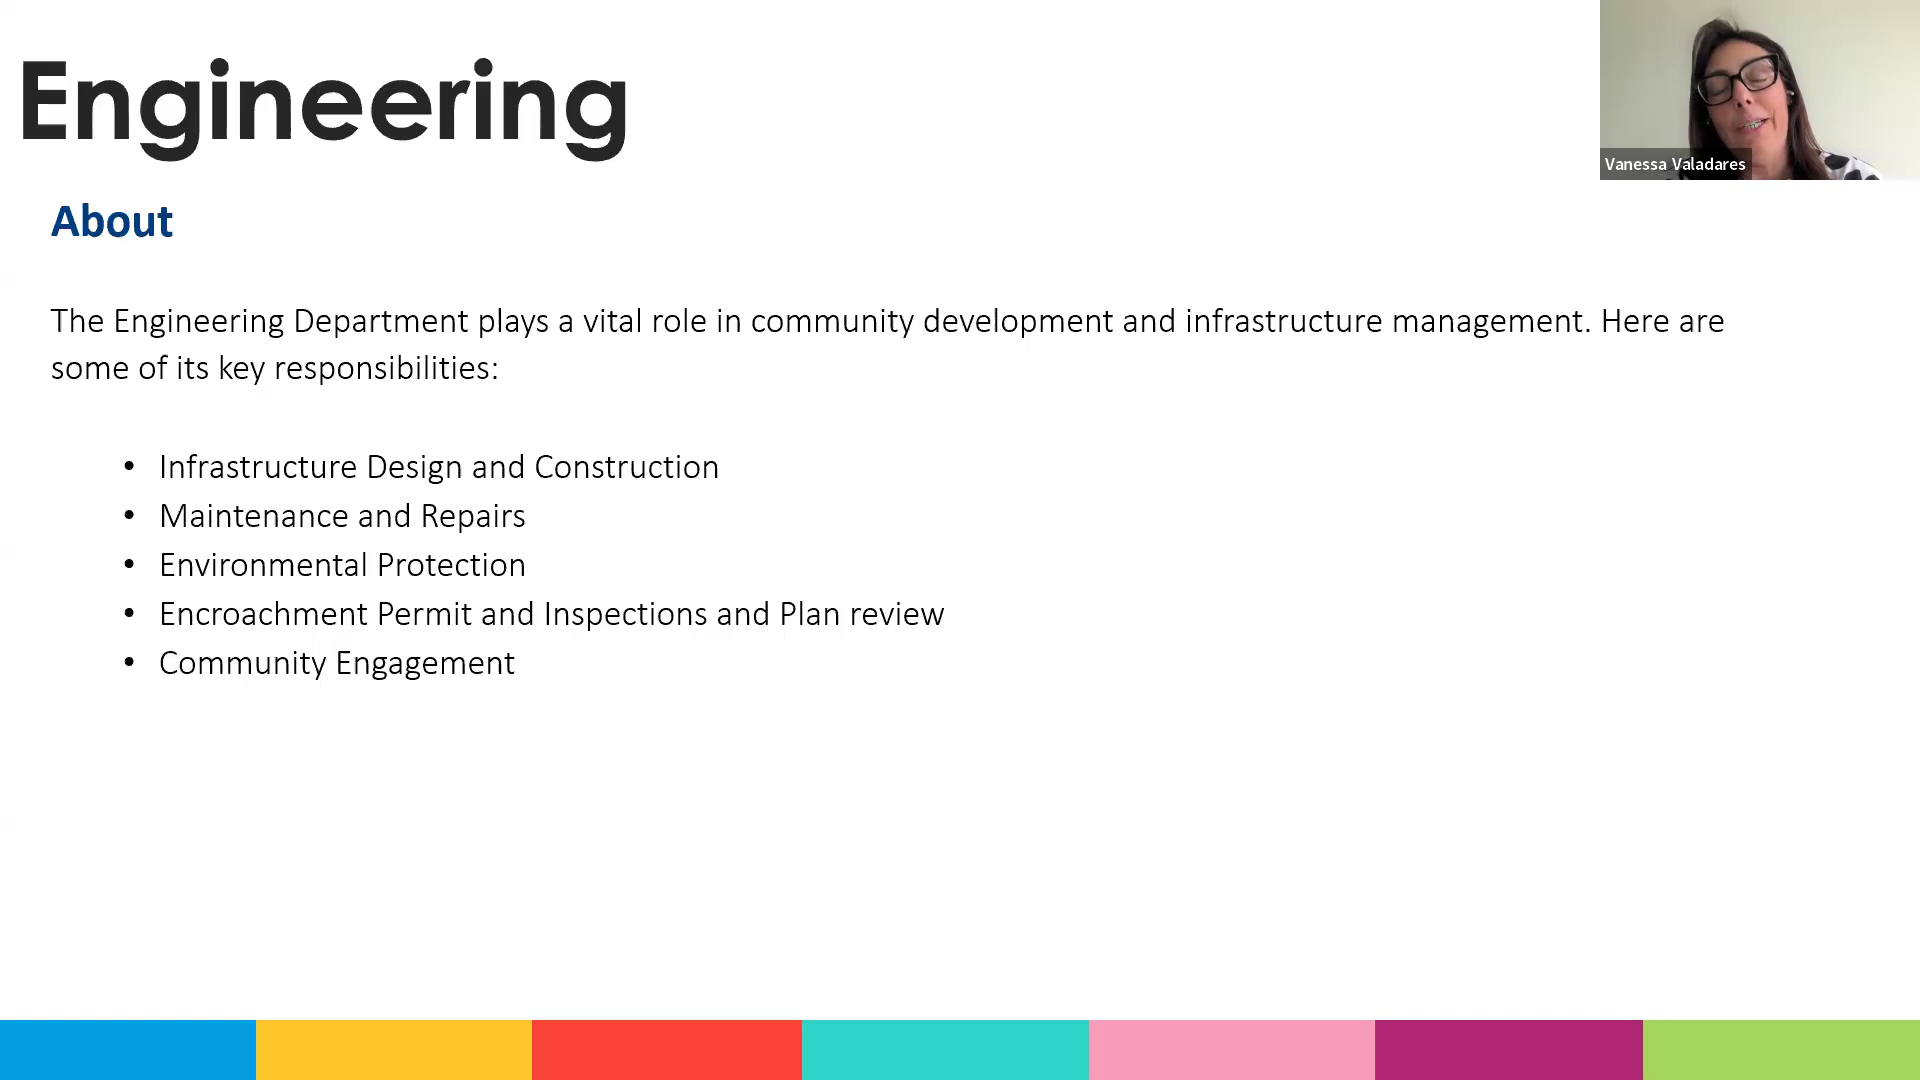 Engineering
Vanessa Valadares
About
The Engineering Department plays a vital role in community development and infrastructure management. Here are
some of its key responsibilities:
• Infrastructure Design and Construction
• Maintenance and Repairs
• Environmental Protection
• Encroachment Permit and Inspections and Plan review
• Community Engagement